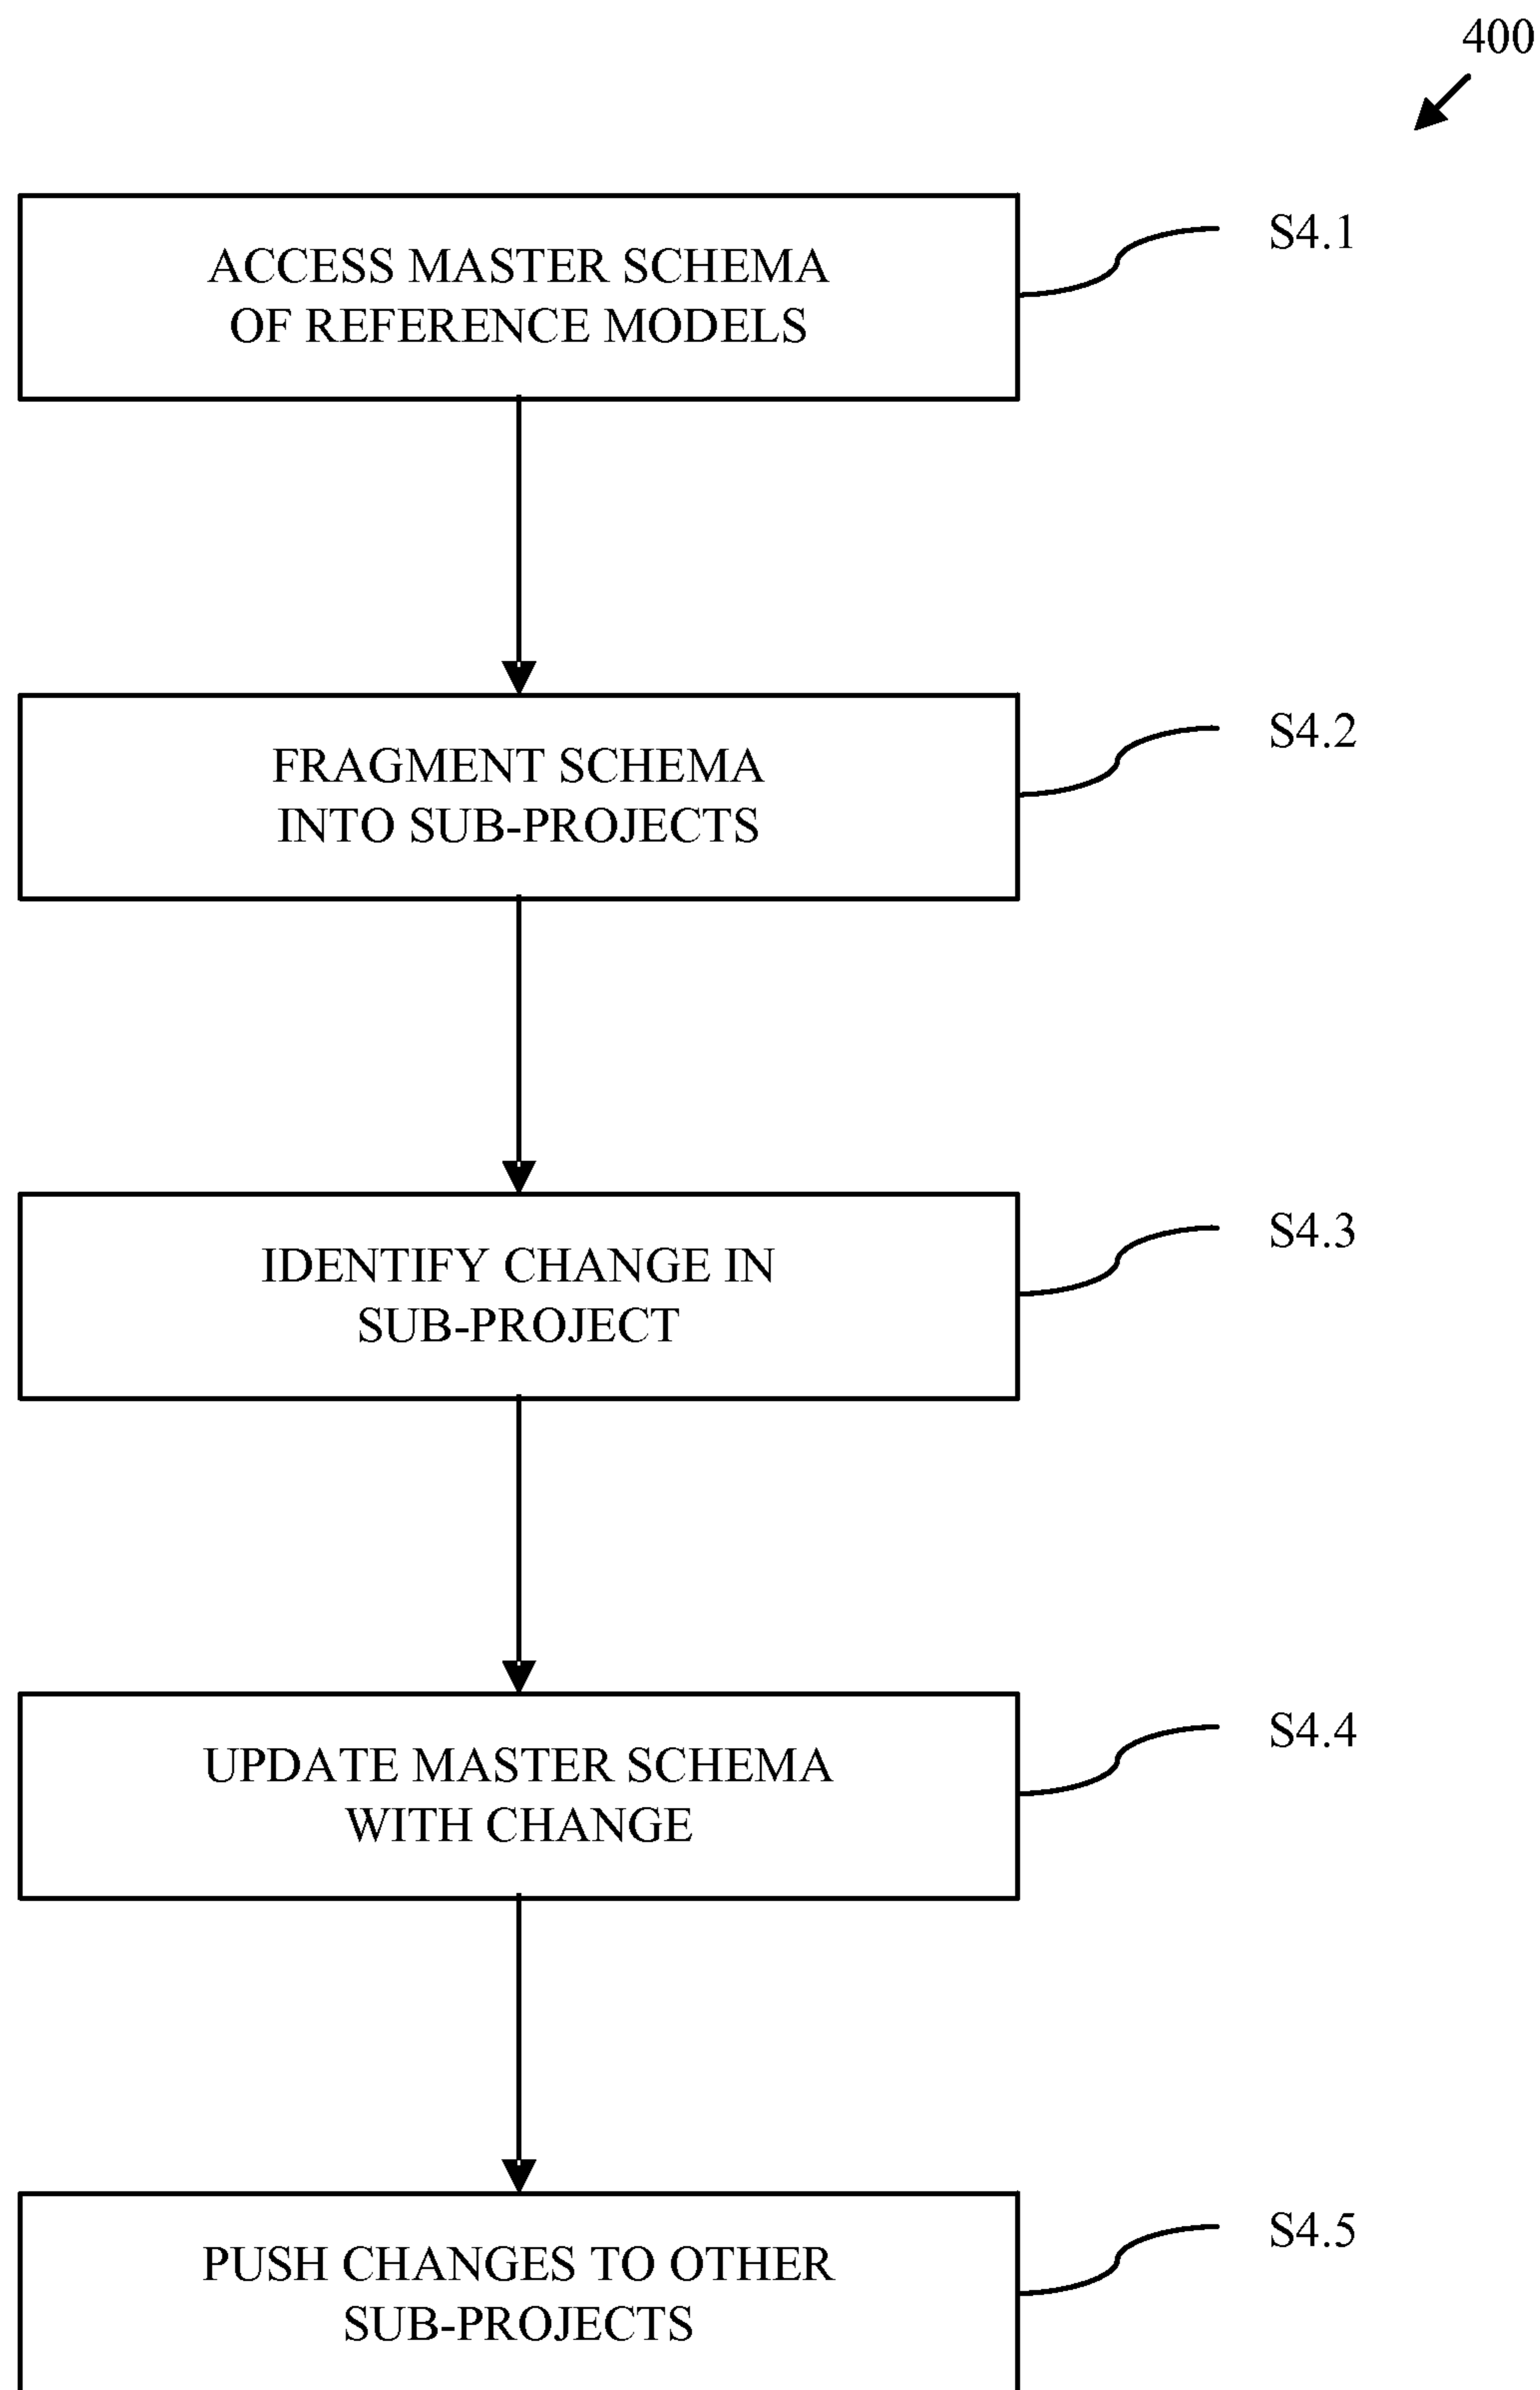 400
ACCESS MASTER SCHEMA
OF REFERENCE MODELS
S4.1
FRAGMENT SCHEMA
INTO SUB-PROJECTS
S4.2
IDENTIFY CHANGE IN
SUB-PROJECT
S4.3
UPDATE MASTER SCHEMA
WITH CHANGE
S4.4
PUSH CHANGES TO OTHER
SUB-PROJECTS
S4.5